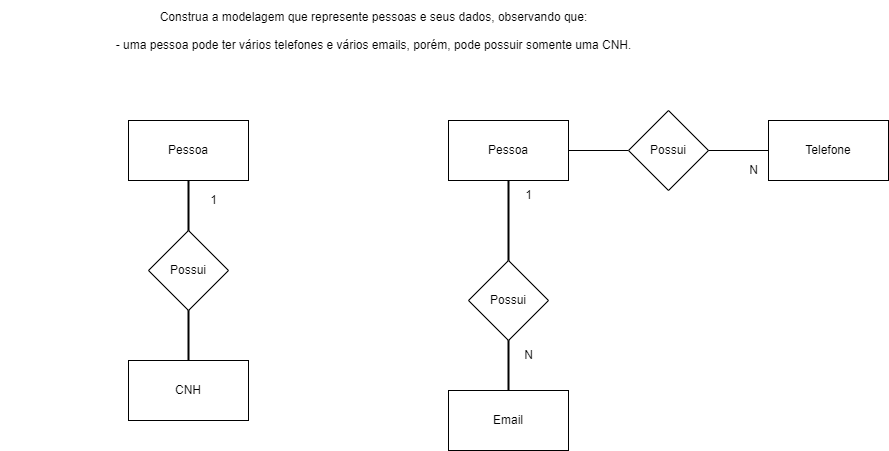 Construa a modelagem que represente pessoas e seus dados, observando que:
- uma pessoa pode ter vários telefones e vários emails, porém, pode possuir somente uma CNH.
Pessoa
1
Possui
CNH
Pessoa
Possui
N
Telefone
1
Possui
N
Email